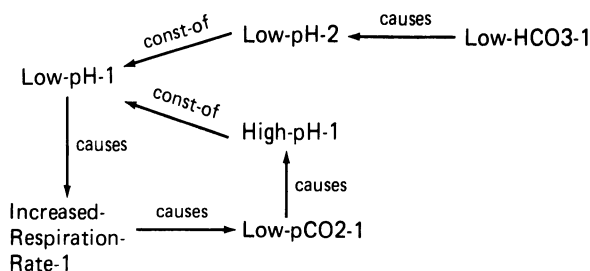 causes
const-of
Low-pH-2
Low-HCO3-1
Low-pH-1
const-of
High-pH-1
causes
causes
Increased-
Respiration-
Rate-1
causes
Low-pCO2-1